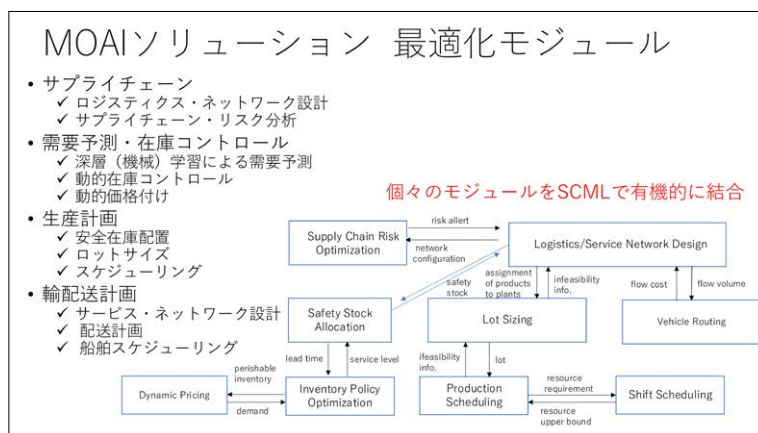 MOAIソリューション 最適化モジュール
• サプライチェーン
✓ ロジスティクス・ネットワーク設計
✓ サプライチェーン・リスク分析
• 需要予測・在庫コントロール
✓ 深層（機械）学習による需要予測
✓ 動的在庫コントロール
✓ 動的価格付け
• 生産計画
✓ 安全在庫配置
✓ ロットサイズ
✓ スケジューリング
• 輸配送計画
✓ サービス・ネットワーク設計
✓ 配送計画
✓ 船舶スケジューリング
個々のモジュールをSCMLで有機的に結合
Supply Chain Risk
Optimization
risk allert
network
configuration
Logistics/Service Network Design
safety
stock
assignment
of products
to plants
infeasibility
info.
flow cost
flow volume
Safety Stock
Allocation
Lot Sizing
Vehicle Routing
lead time
service level
ifeasibility
info.
lot
Dynamic Pricing
perishable
inventory
demand
Inventory Policy
Optimization
Production
Scheduling
resource
requirement
resource
upper bound
Shift Scheduling